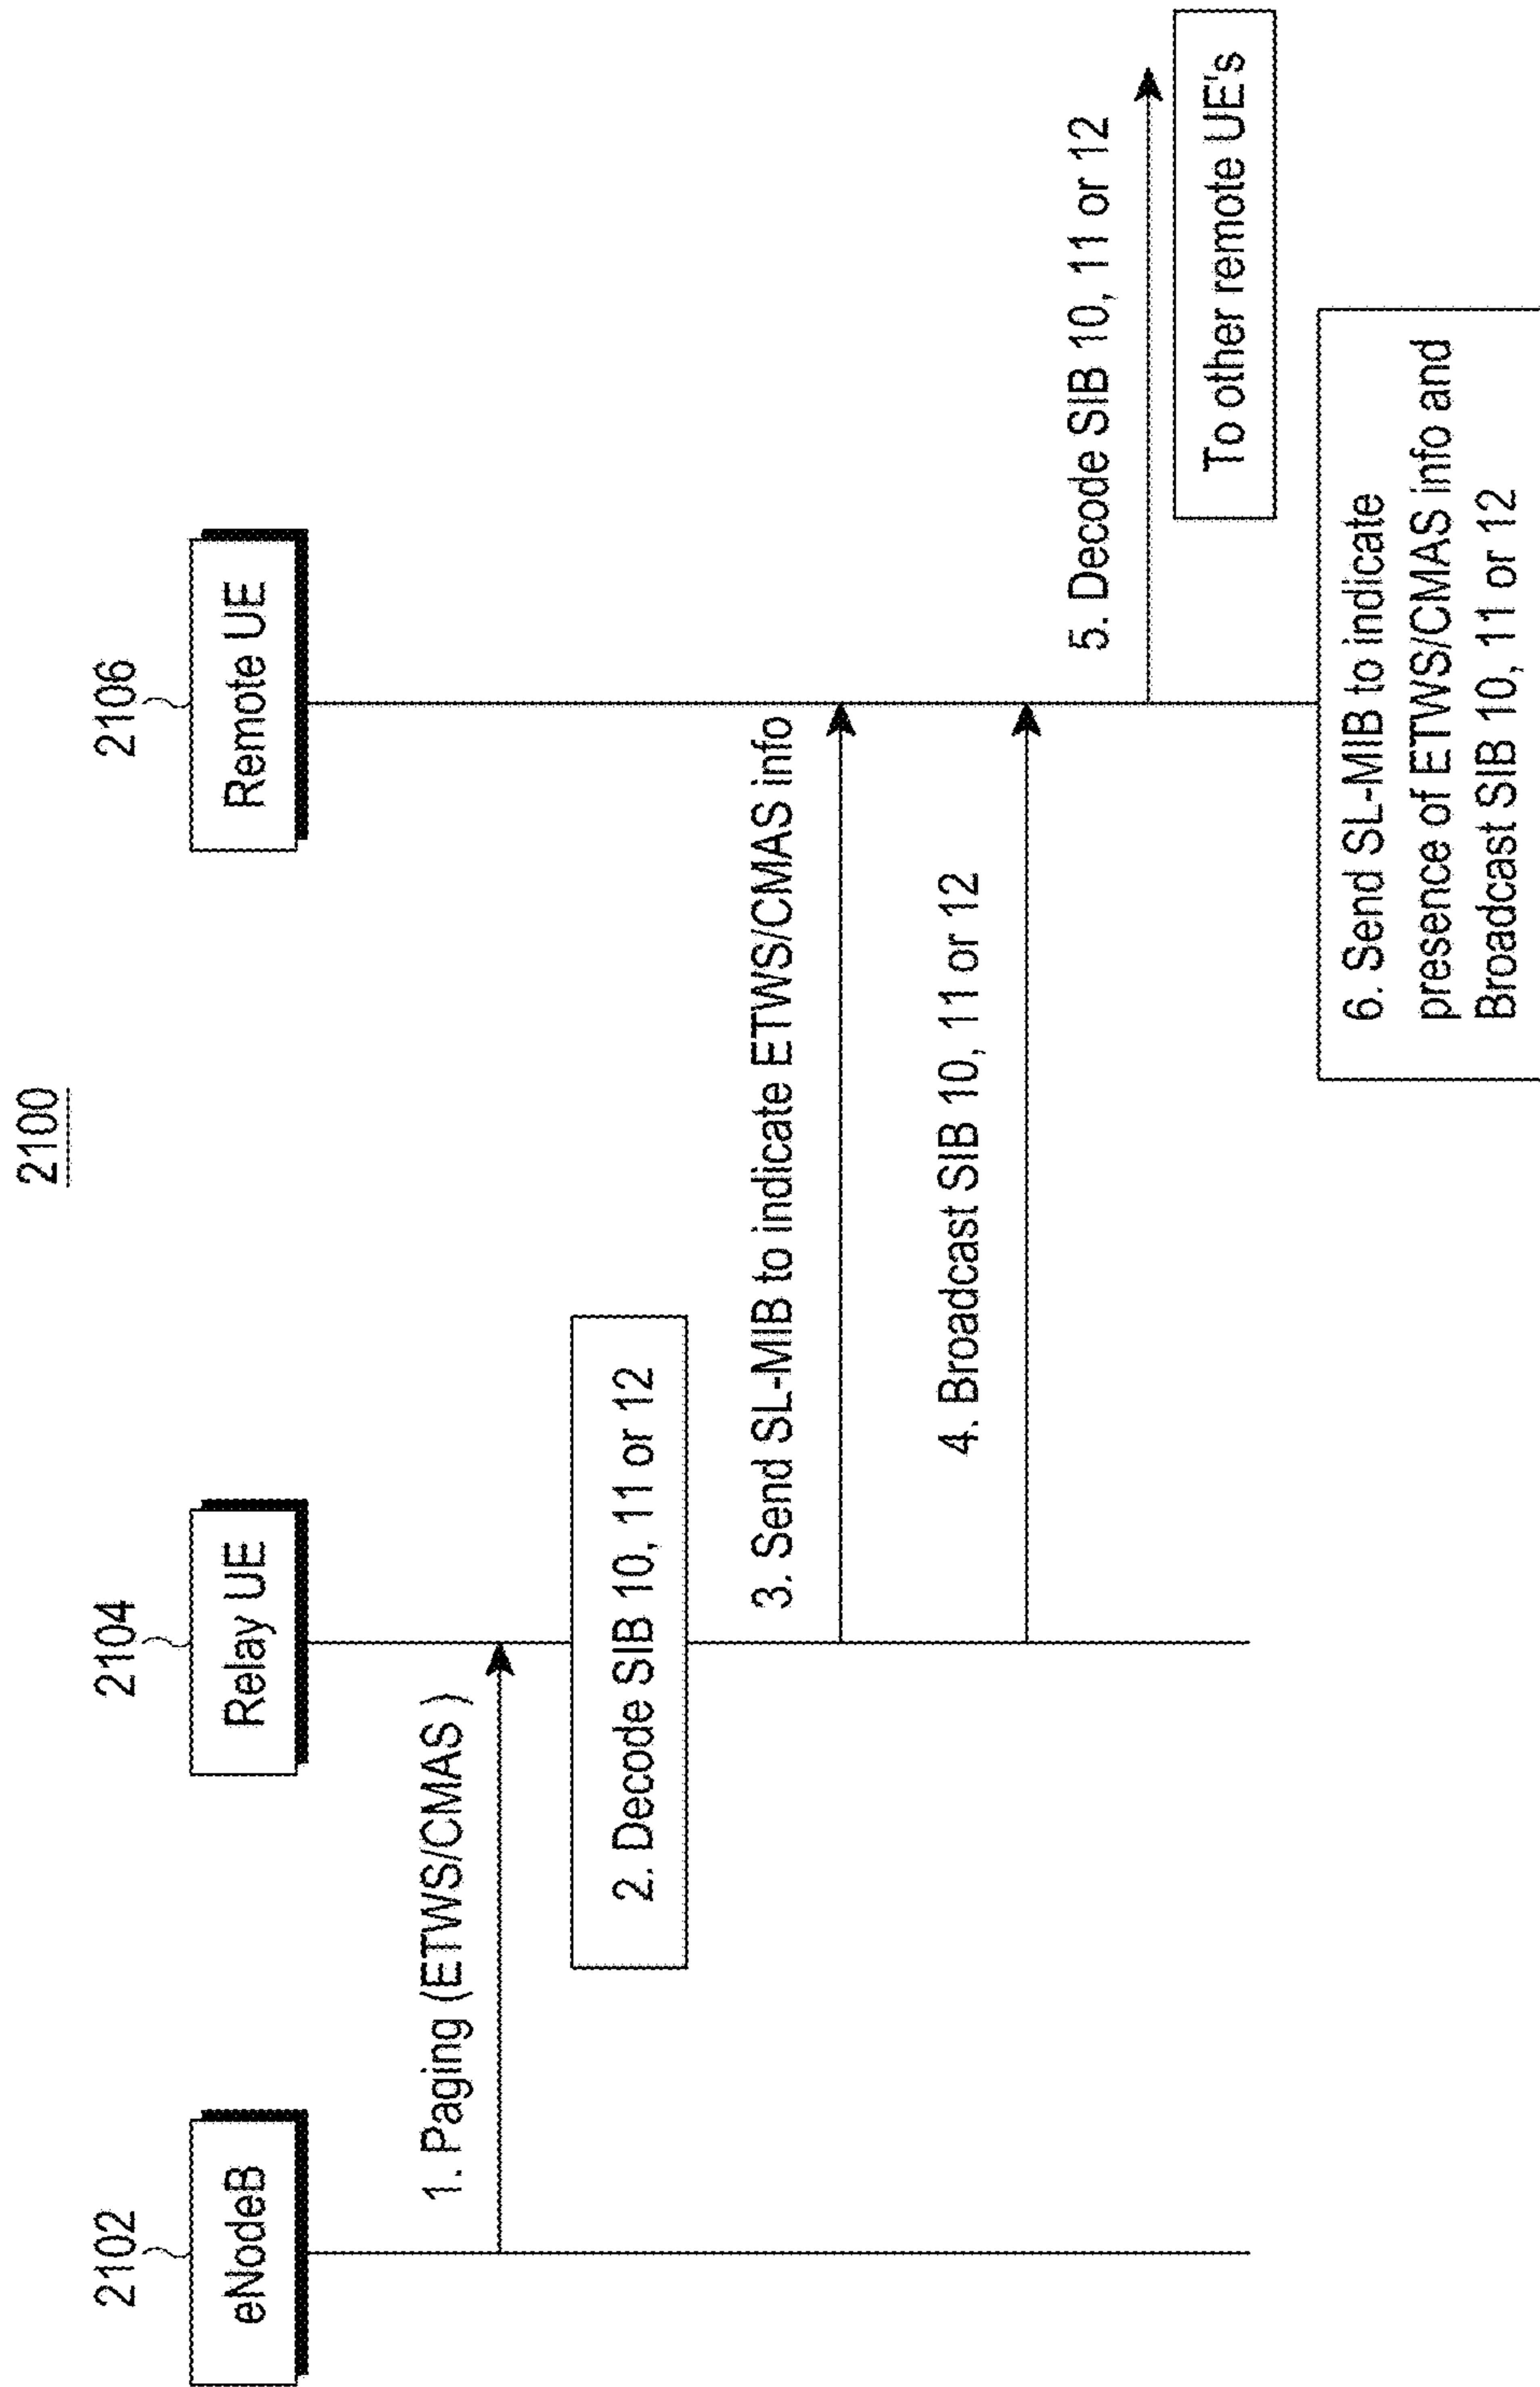 2100
2102
2104
2106
eNodeB
Relay UE
Remote UE
1. Paging (ETWS/CMAS )
2. Decode SIB 10, 11 or 12
3. Send SL-MIB to indicate ETWS/CMAS info
4. Broadcast SIB 10, 11 or 12
5. Decode SIB 10, 11 or 12
To other remote UE's
6. Send SL-MIB to indicate
presence of ETWS/CMAS info and
Broadcast SIB 10, 11 or 12